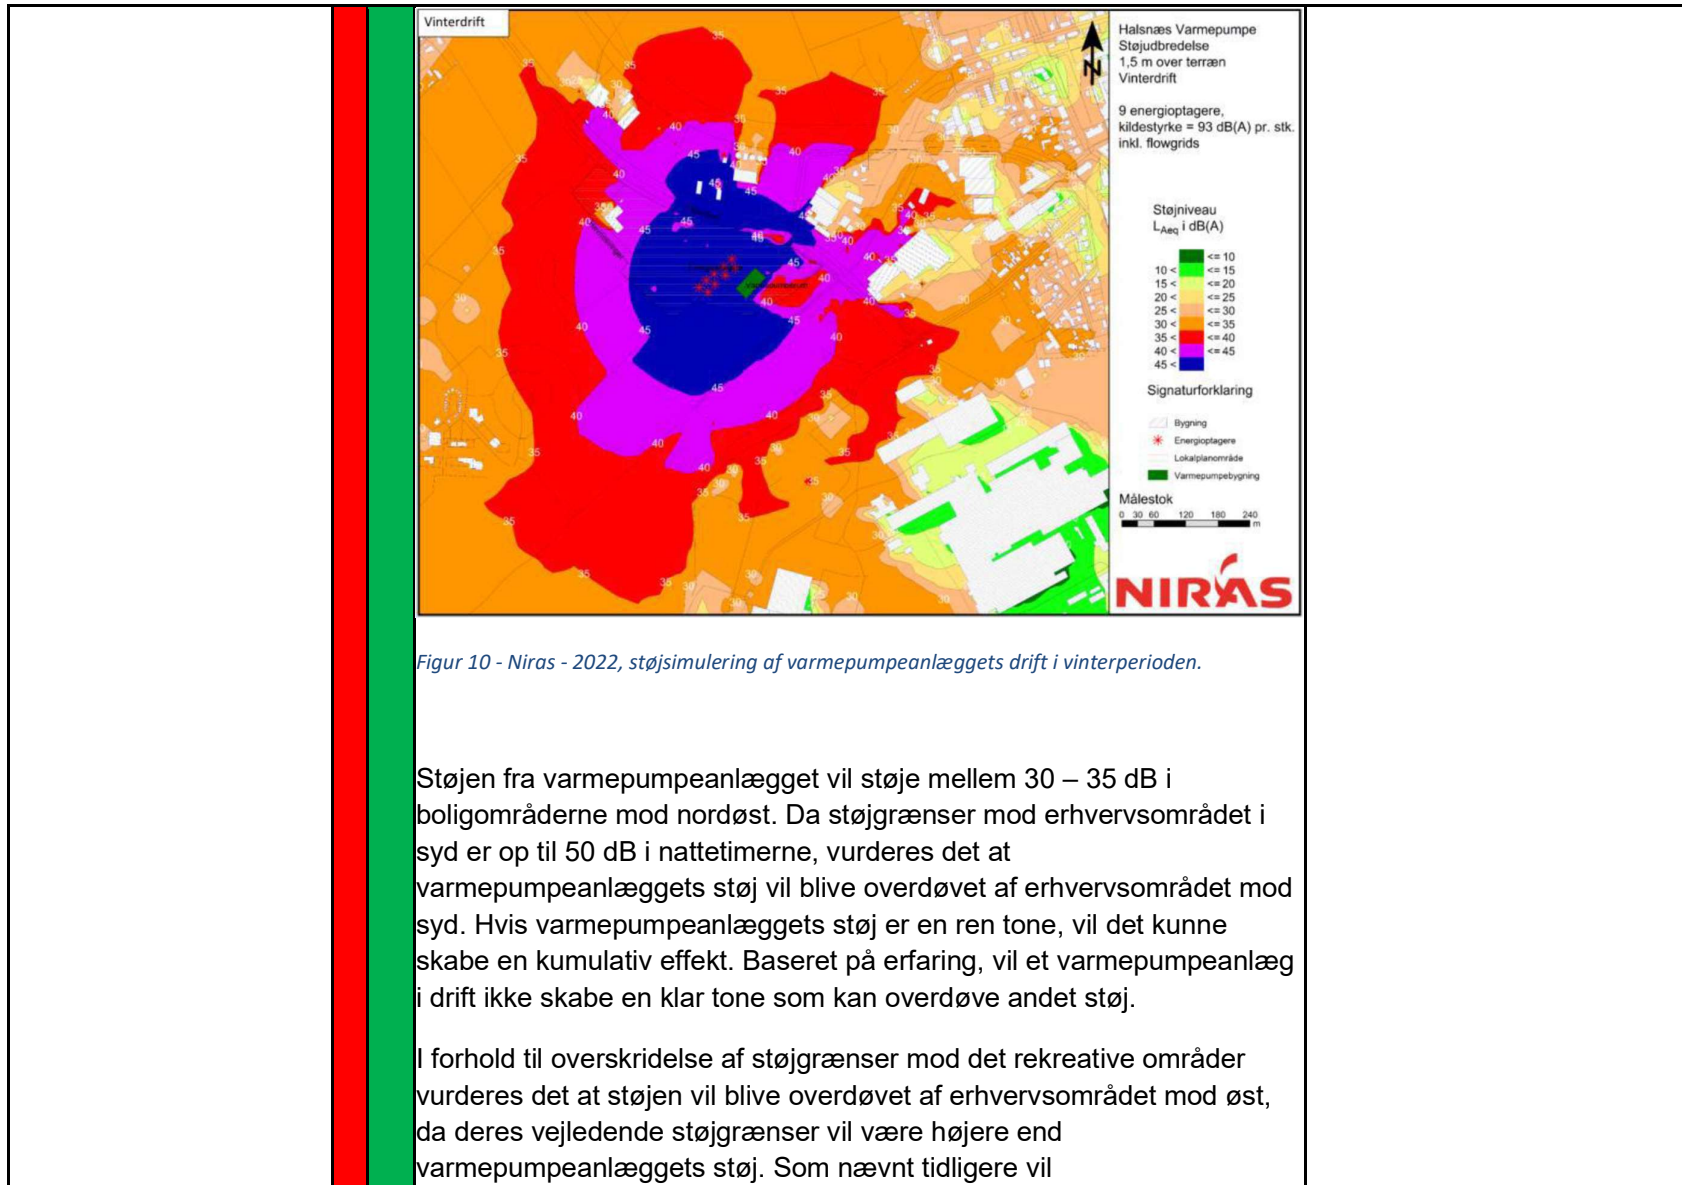 Vinterdrift
Halsnæs Varmepumpe
Støjudbredelse
1,5 m over terræn
Vinterdrift
9 energioptagere,
kildestyrke = 93 dB(A) pr. stk.
inkl. flowgrids
Støjniveau
LAeq i dB(A)
<= 10
10 < <= 15
15 < <= 20
20 < <= 25
25 < <= 30
30 < <= 35
35 < <= 40
40 < <= 45
45 <
Signaturforklaring
Bygning
Energioptagere
Lokalplanområde
Varmepumpebygning
Målestok
0 30 60 120 180 240
m
NIRAS
Figur 10 - Niras - 2022, støjsimulering af varmepumpeanlæggets drift i vinterperioden.
Støjen fra varmepumpeanlægget vil støje mellem 30 – 35 dB i
boligområderne mod nordøst. Da støjgrænser mod erhvervsområdet i
syd er op til 50 dB i nattetimerne, vurderes det at
varmepumpeanlæggets støj vil blive overdøvet af erhvervsområdet mod
syd. Hvis varmepumpeanlæggets støj er en ren tone, vil det kunne
skabe en kumulativ effekt. Baseret på erfaring, vil et varmepumpeanlæg
i drift ikke skabe en klar tone som kan overdøve andet støj.
I forhold til overskridelse af støjgrænser mod det rekreative områder
vurderes det at støjen vil blive overdøvet af erhvervsområdet mod øst,
da deres vejledende støjgrænser vil være højere end
varmepumpeanlæggets støj. Som nævnt tidligere vil